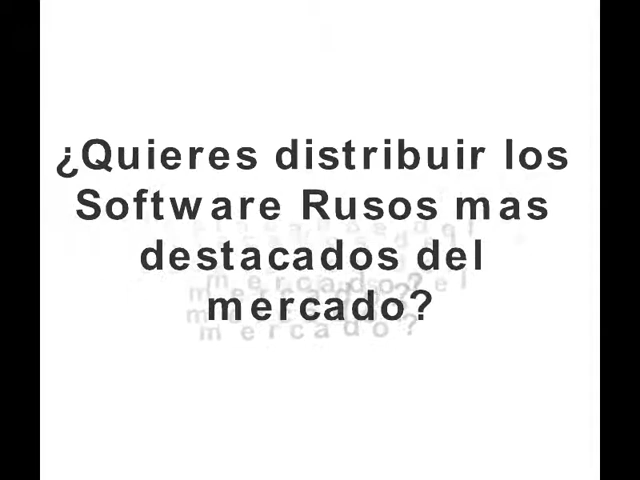 ¿Quieres distribuir los
Software Rusos mas
destacados del
mercado?